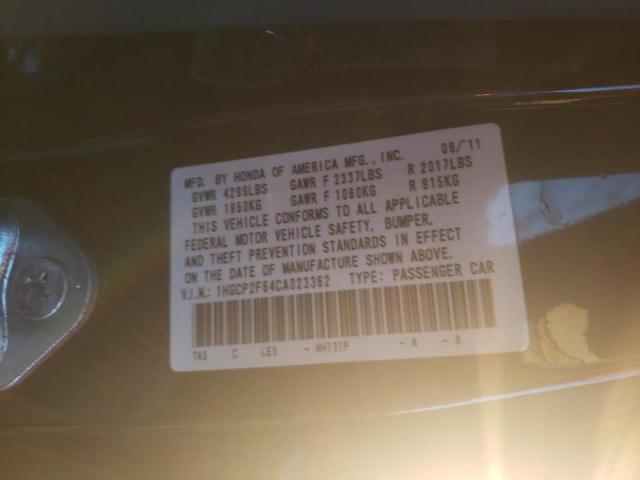 MFD. BY HONDA OF AMERICA MFG., INC. 09/'11
GVWR 4299LBS GAWR F 2337LBS R 2017LBS
GVWR 1950KG GAWR F 1060KG R 915KG
THIS VEHICLE CONFORMS TO ALL APPLICABLE
FEDERAL MOTOR VEHICLE SAFETY, BUMPER,
AND THEFT PREVENTION STANDARDS IN EFFECT
ON THE DATE OF MANUFACTURE SHOWN ABOVE.
V.I.N.: 1HGCP2F64CA023362 TYPE: PASSENGER CAR
TA5 C LE5 - NH731P - A - A